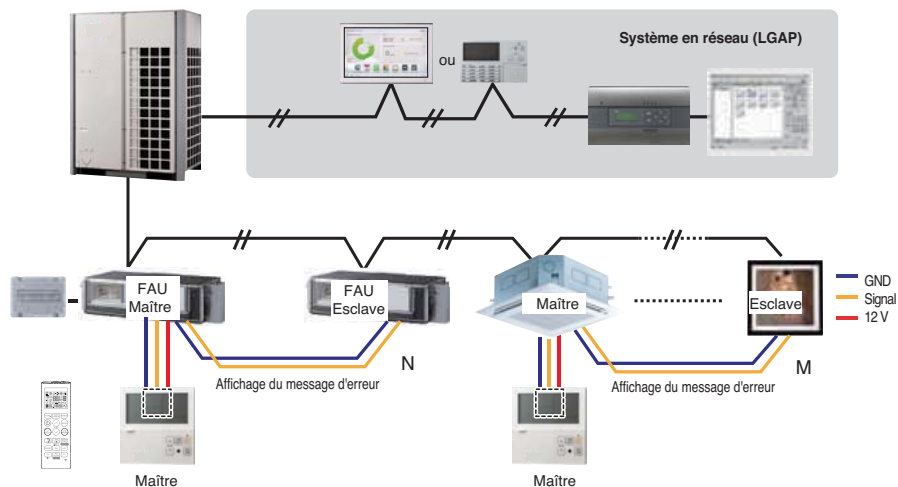 Système en réseau (LGAP)
ou
FAU
Maître
FAU
Esclave
Maître
Esclave
GND
Signal
12 V
N
M
Affichage du message d'erreur
Affichage du message d'erreur
Maître
Maître